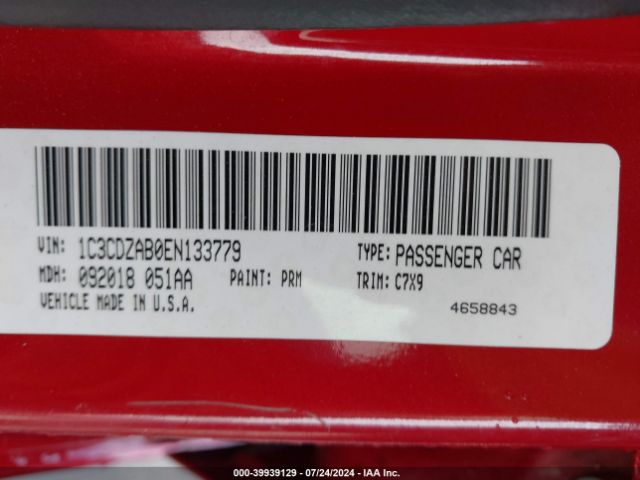 VIN: 1C3CDZAB0EN133779 TYPE: PASSENGER CAR
MDH: 092018 051AA PAINT: PRM TRIM: C7X9
VEHICLE MADE IN U.S.A. 4658843
000-39939129 - 07/24/2024 - IAA Inc.